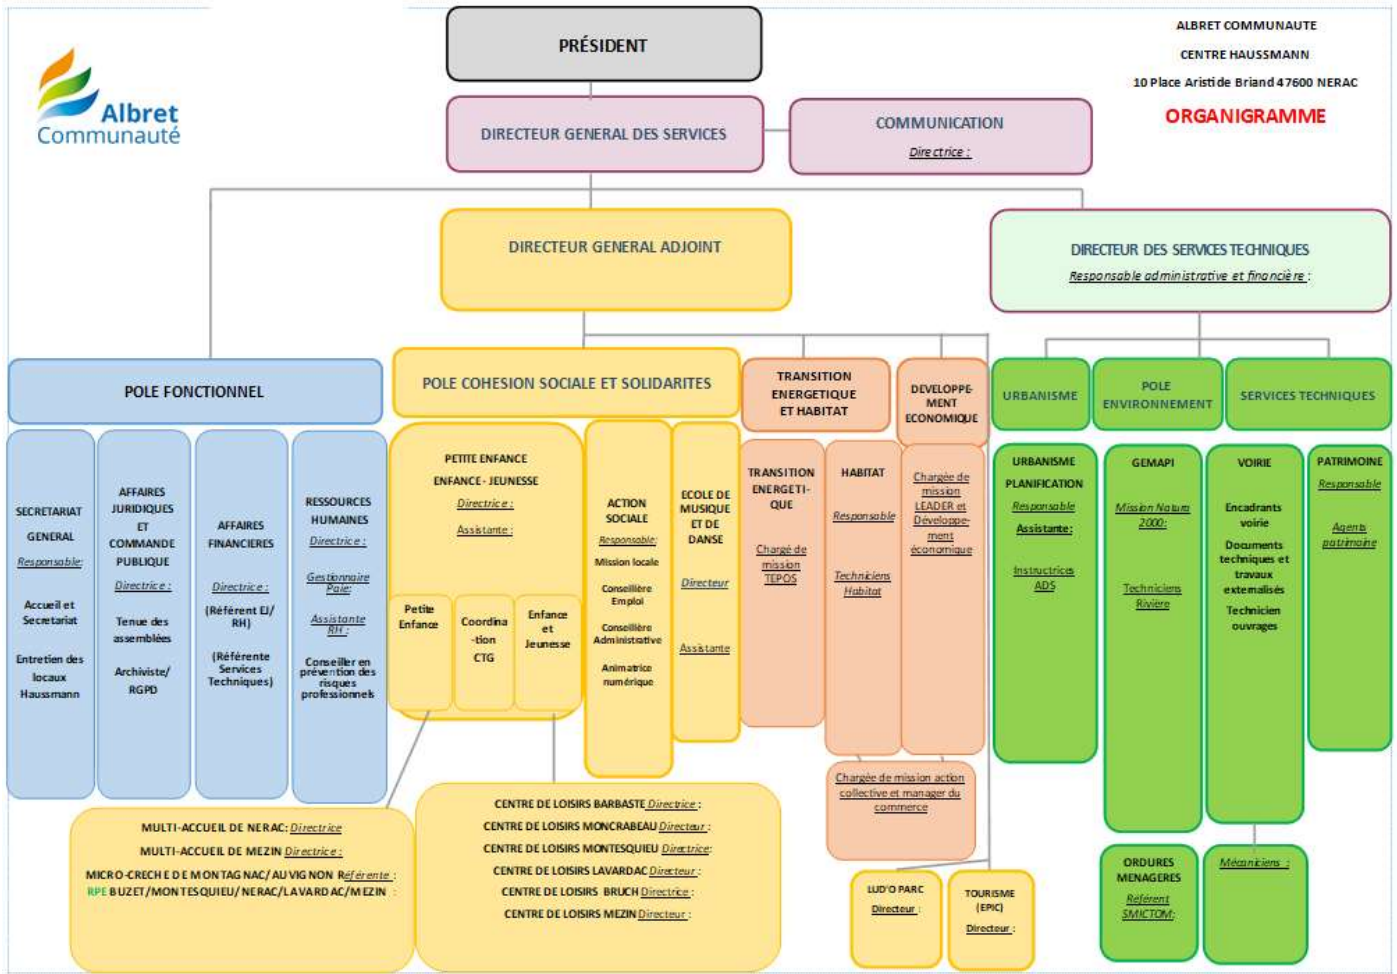 Albret
Communauté
ALBRET COMMUNAUTE
CENTRE HAUSSMANN
10 Place Aristide Briand 47600 NERAC
ORGANIGRAMME
PRÉSIDENT
DIRECTEUR GENERAL DES SERVICES
COMMUNICATION
Directrice :
DIRECTEUR GENERAL ADJOINT
DIRECTEUR DES SERVICES TECHNIQUES
Responsable administrative et financière :
POLE FONCTIONNEL
SECRETARIAT
GENERAL
Responsable:
Accueil et
Secretariat
Entretien des
locaux
Haussmann
AFFAIRES
JURIDIQUES
ET
COMMANDE
PUBLIQUE
Directrice :
Tenue des
assemblées
Archiviste/
RGPD
AFFAIRES
FINANCIERES
Directrice :
(Référent EJ/
RH)
(Référente
Services
Techniques)
RESSOURCES
HUMAINES
Directrice :
Gestionnaire
Paie:
Assistante
RH :
Conseiller en
prévention des
risques
professionnels
POLE COHESION SOCIALE ET SOLIDARITES
PETITE ENFANCE
ENFANCE - JEUNESSE
Directrice :
Assistante :
Petite
Enfance
Coordina
-tion
CTG
Enfance
et
Jeunesse
ACTION
SOCIALE
Responsable:
Mission locale
Conseillère
Emploi
Conseillère
Administrative
Animatrice
numérique
ECOLE DE
MUSIQUE
ET DE
DANSE
Directeur
Assistante
TRANSITION
ENERGETIQUE
ET HABITAT
TRANSITION
ENERGETI-
QUE
Chargé de
mission
TEPOS
HABITAT
Responsable
Techniciens
Habitat
DEVELOPPE-
MENT
ECONOMIQUE
Chargée de
mission
LEADER et
Développe-
ment
économique
Chargée de mission action
collective et manager du
commerce
URBANISME
URBANISME
PLANIFICATION
Responsable
Assistante:
Instructrices
ADS
POLE
ENVIRONNEMENT
GEMAPI
Mission Natura
2000:
Techniciens
Rivière
SERVICES TECHNIQUES
VOIRIE
Encadrants
voirie
Documents
techniques et
travaux
externalisés
Technicien
ouvrages
PATRIMOINE
Responsable
Agents
patrimoine
MULTI-ACCUEIL DE NERAC: Directrice
MULTI-ACCUEIL DE MEZIN Directrice :
MICRO-CRECHE DE MONTAGNAC/AUVIGNON Référente :
RPE BUZET/MONTESQUIEU/NERAC/LAVARDAC/MEZIN :
CENTRE DE LOISIRS BARBASTE Directrice :
CENTRE DE LOISIRS MONCRABEAU Directeur :
CENTRE DE LOISIRS MONTESQUIEU Directrice:
CENTRE DE LOISIRS LAVARDAC Directeur :
CENTRE DE LOISIRS BRUCH Directrice :
CENTRE DE LOISIRS MEZIN Directeur :
LUD'O PARC
Directeur :
TOURISME
(EPIC)
Directeur :
ORDURES
MENAGERES
Référent
SMICTOM:
Mécaniciens :